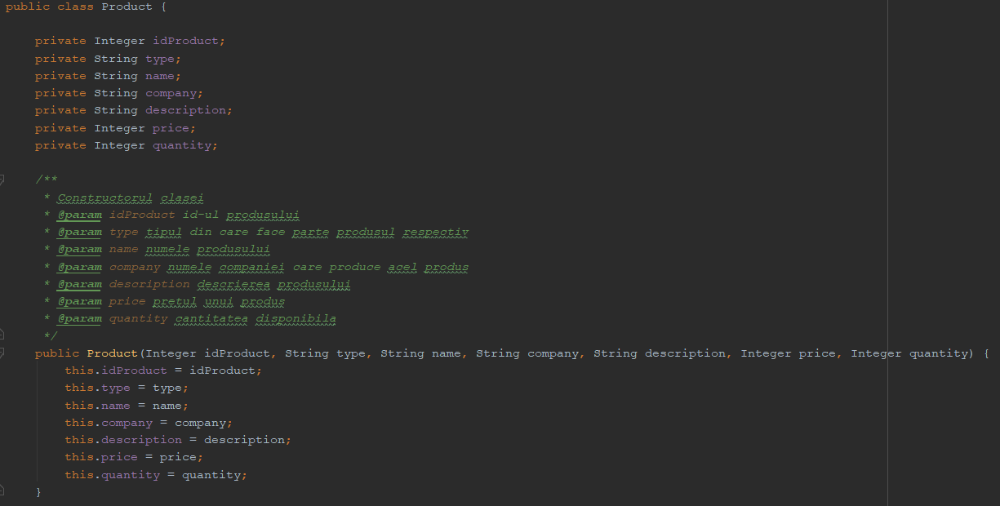 public class Product {
private Integer idProduct;
private String type;
private String name;
private String company;
private String description;
private Integer price;
private Integer quantity;
/**
* Constructorul clasei
* @param idProduct id-ul produsului
* @param type tipul din care face parte produsul respectiv
* @param name numele produsului
* @param company numele companiei care produce acel produs
* @param description descrierea produsului
* @param price pretul unui produs
* @param quantity cantitatea disponibila
*/
public Product(Integer idProduct, String type, String name, String company, String description, Integer price, Integer quantity) {
this.idProduct = idProduct;
this.type = type;
this.name = name;
this.company = company;
this.description = description;
this.price = price;
this.quantity = quantity;
}